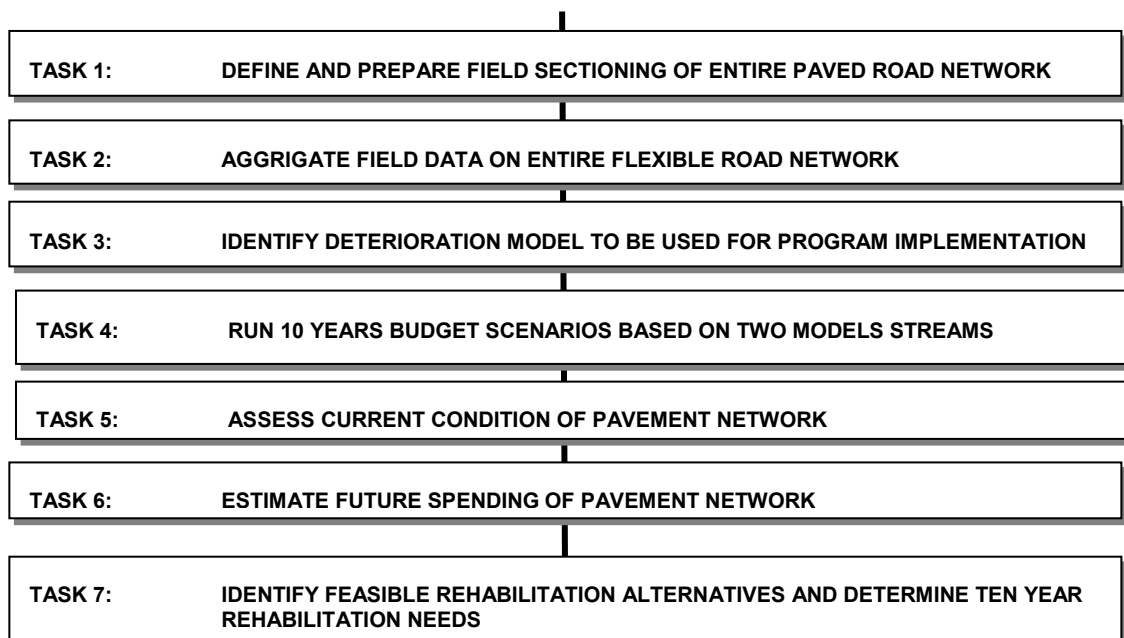 TASK 1: DEFINE AND PREPARE FIELD SECTIONING OF ENTIRE PAVED ROAD NETWORK
TASK 2: AGGRIGATE FIELD DATA ON ENTIRE FLEXIBLE ROAD NETWORK
TASK 3: IDENTIFY DETERIORATION MODEL TO BE USED FOR PROGRAM IMPLEMENTATION
TASK 4: RUN 10 YEARS BUDGET SCENARIOS BASED ON TWO MODELS STREAMS
TASK 5: ASSESS CURRENT CONDITION OF PAVEMENT NETWORK
TASK 6: ESTIMATE FUTURE SPENDING OF PAVEMENT NETWORK
TASK 7: IDENTIFY FEASIBLE REHABILITATION ALTERNATIVES AND DETERMINE TEN YEAR
REHABILITATION NEEDS